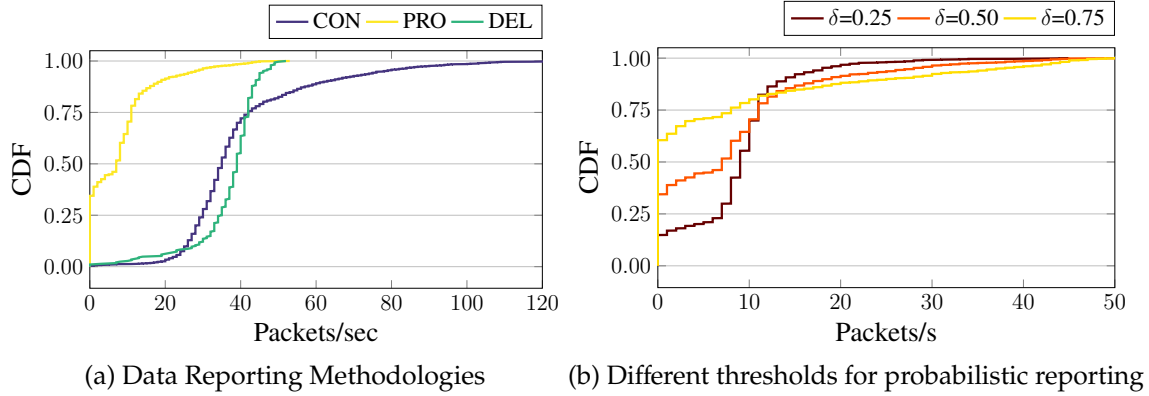 CON PRO DEL
1.00
0.75
0.50
0.25
0.00
CDF
0 20 40 60 80 100 120
Packets/sec
(a) Data Reporting Methodologies
δ=0.25 δ=0.50 δ=0.75
1.00
0.75
0.50
0.25
0.00
CDF
0 10 20 30 40 50
Packets/s
(b) Different thresholds for probabilistic reporting